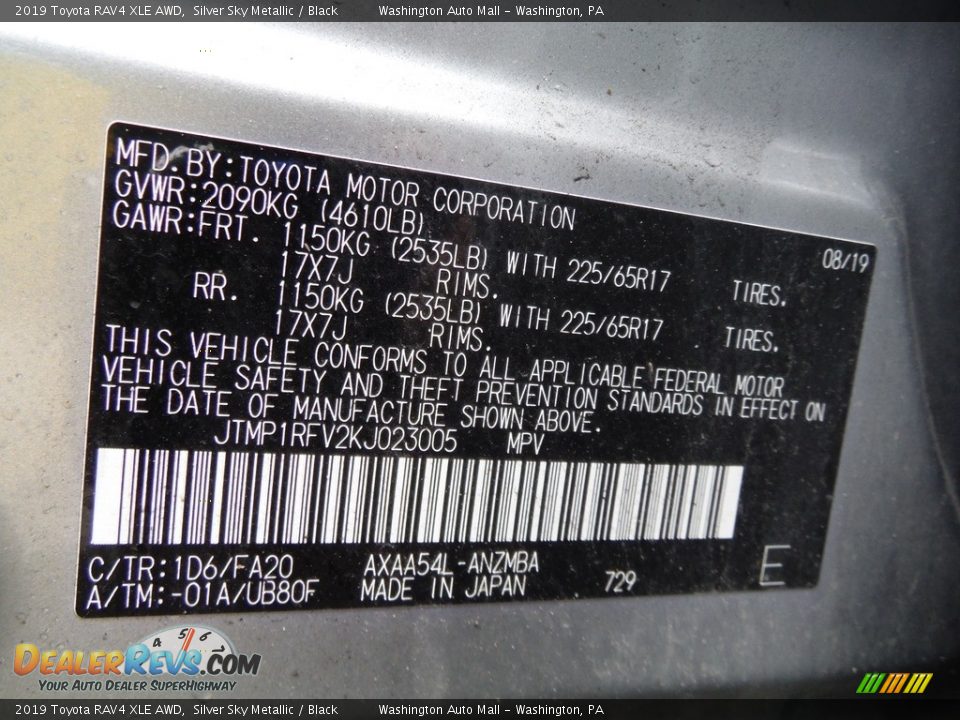 2019 Toyota RAV4 XLE AWD, Silver Sky Metallic / Black Washington Auto Mall - Washington, PA
MFD.BY:TOYOTA MOTOR CORPORATION
08/19
GVWR:2090KG (4610LB)
GAWR:FRT. 1150KG (2535LB) WITH 225/65R17 TIRES.
17X7J RIMS.
RR. 1150KG (2535LB) WITH 225/65R17 TIRES.
17X7J RIMS.
THIS VEHICLE CONFORMS TO ALL APPLICABLE FEDERAL MOTOR
VEHICLE SAFETY AND THEFT PREVENTION STANDARDS IN EFFECT ON
THE DATE OF MANUFACTURE SHOWN ABOVE.
JTMP1RFV2KJ023005 MPV
C/TR:1D6/FA20 AXAA54L-ANZMBA
A/TM:-01A/UB80F MADE IN JAPAN 729 E
4 5 6
DEALERREVS.COM
YOUR AUTO DEALER SUPERHIGHWAY
2019 Toyota RAV4 XLE AWD, Silver Sky Metallic / Black Washington Auto Mall - Washington, PA